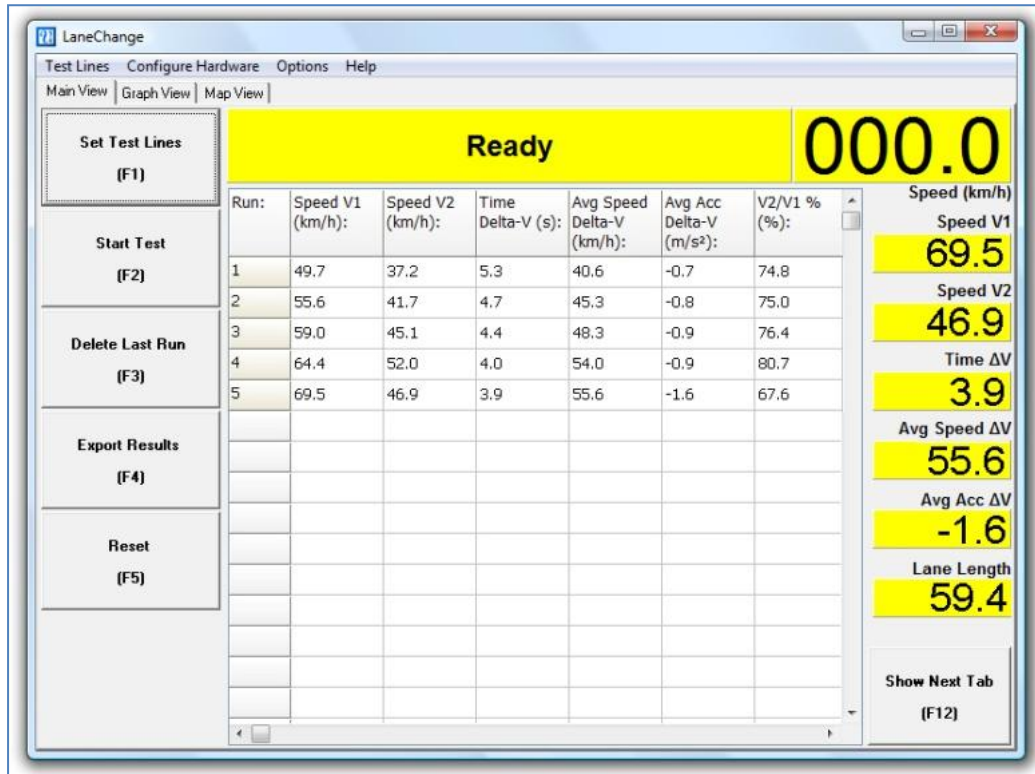 LaneChange
Test Lines Configure Hardware Options Help
Main View Graph View Map View
Set Test Lines
(F1)
Start Test
(F2)
Delete Last Run
(F3)
Export Results
(F4)
Reset
(F5)
Ready
000.0
Speed (km/h)
Run: Speed V1 (km/h): Speed V2 (km/h): Time Delta-V (s): Avg Speed Delta-V (km/h): Avg Acc Delta-V (m/s²): V2/V1 % (%):
1 49.7 37.2 5.3 40.6 -0.7 74.8
2 55.6 41.7 4.7 45.3 -0.8 75.0
3 59.0 45.1 4.4 48.3 -0.9 76.4
4 64.4 52.0 4.0 54.0 -0.9 80.7
5 69.5 46.9 3.9 55.6 -1.6 67.6
Speed V1
69.5
Speed V2
46.9
Time ΔV
3.9
Avg Speed ΔV
55.6
Avg Acc ΔV
-1.6
Lane Length
59.4
Show Next Tab
(F12)